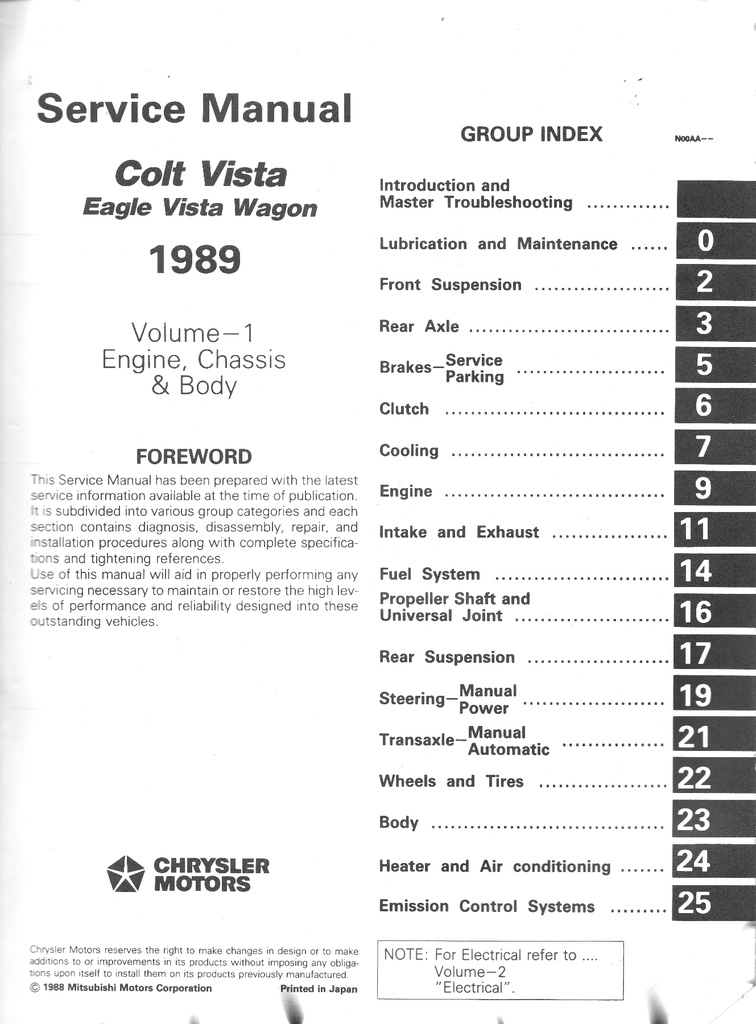 Service Manual
Colt Vista
Eagle Vista Wagon
1989
Volume–1
Engine, Chassis
& Body
FOREWORD
This Service Manual has been prepared with the latest
service information available at the time of publication.
It is subdivided into various group categories and each
section contains diagnosis, disassembly, repair, and
installation procedures along with complete specifica-
tions and tightening references.
Use of this manual will aid in properly performing any
servicing necessary to maintain or restore the high lev-
els of performance and reliability designed into these
outstanding vehicles.
CHRYSLER
MOTORS
Chrysler Motors reserves the right to make changes in design or to make
additions to or improvements in its products without imposing any obliga-
tions upon itself to install them on its products previously manufactured.
© 1988 Mitsubishi Motors Corporation Printed in Japan
GROUP INDEX N00AA--
Introduction and
Master Troubleshooting .............
Lubrication and Maintenance ...... 0
Front Suspension .................... 2
Rear Axle .............................. 3
Brakes–Service
Parking ...................... 5
Clutch ................................. 6
Cooling ................................ 7
Engine ................................. 9
Intake and Exhaust ................. 11
Fuel System .......................... 14
Propeller Shaft and
Universal Joint ....................... 16
Rear Suspension ..................... 17
Steering–Manual
Power ..................... 19
Transaxle–Manual
Automatic ................ 21
Wheels and Tires .................... 22
Body ................................... 23
Heater and Air conditioning ....... 24
Emission Control Systems ......... 25
NOTE: For Electrical refer to ....
Volume–2
"Electrical".